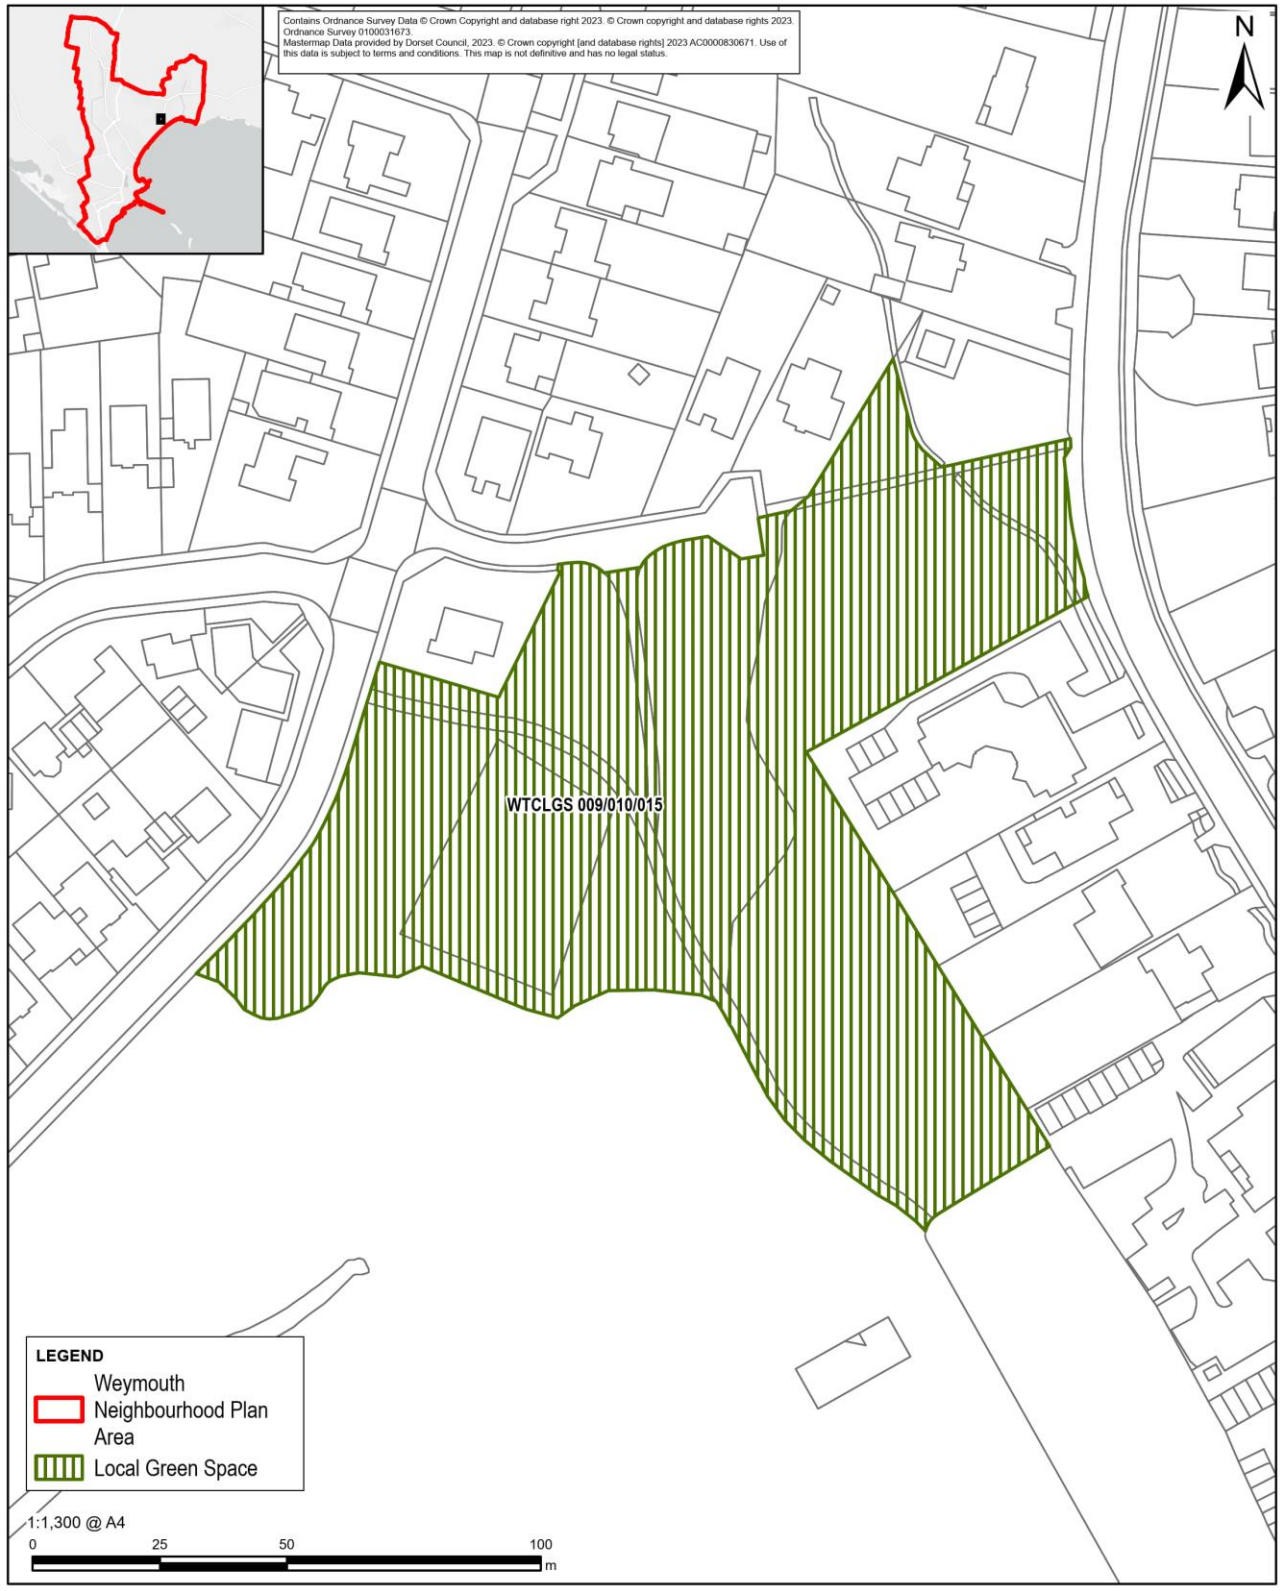 Contains Ordnance Survey Data © Crown Copyright and database right 2023. © Crown copyright and database rights 2023.
Ordnance Survey 0100031673.
Mastermap Data provided by Dorset Council, 2023. © Crown copyright [and database rights] 2023 AC0000830671. Use of
this data is subject to terms and conditions. This map is not definitive and has no legal status.
N
WTCLGS 009/010/015
LEGEND
Weymouth
Neighbourhood Plan
Area
Local Green Space
1:1,300 @ A4
0 25 50 100
m